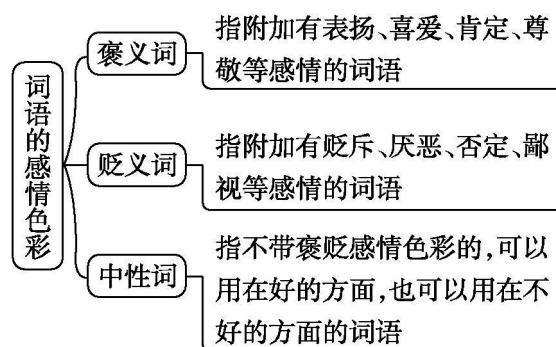 词语的感情色彩
褒义词
指附加有表扬、喜爱、肯定、尊
敬等感情的词语
贬义词
指附加有贬斥、厌恶、否定、鄙
视等感情的词语
中性词
指不带褒贬感情色彩的,可以
用在好的方面,也可以用在不
好的方面的词语